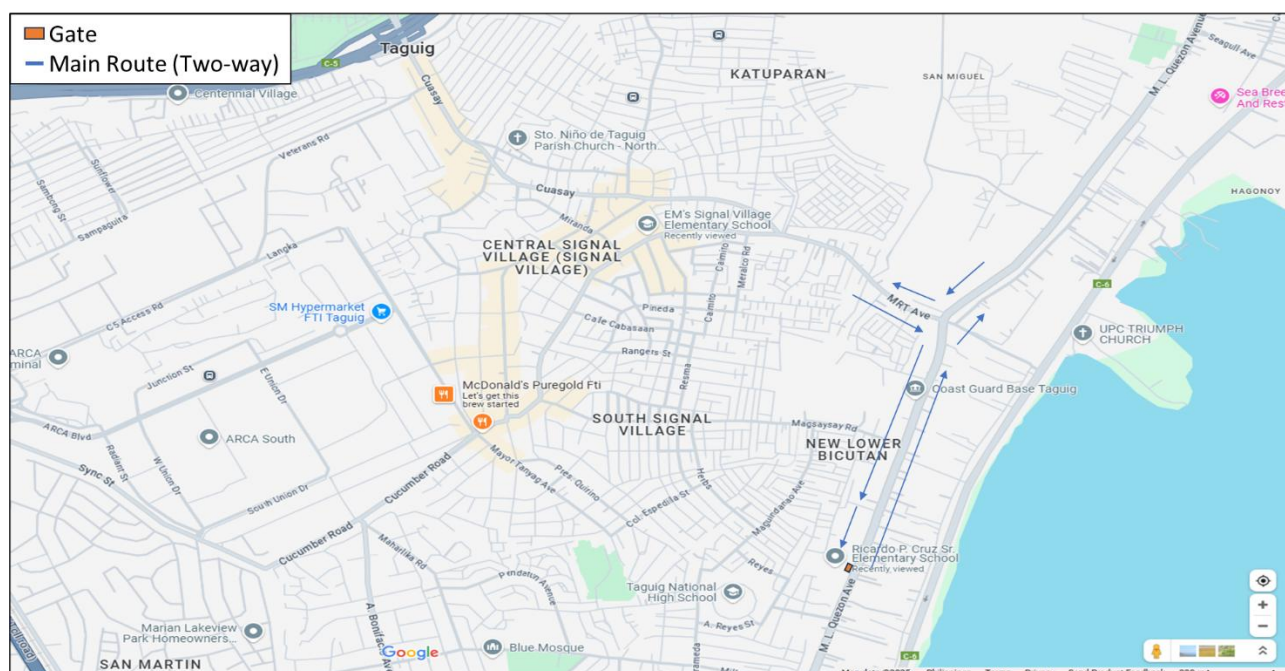 Gate
Main Route (Two-way)
Taguig
C-5
Centennial Village
Cuasay
KATUPARAN
SAN MIGUEL
M. L. Quezon Avenue
Seagull Ave
Sea Bree
And Rest
Veterans Rd
Sto. Niño de Taguig
Parish Church - North...
Sunflower
Sambong St
Sampaguita
Cuasay
HAGONOY
Miranda
EM's Signal Village
Elementary School
Recently viewed
CENTRAL SIGNAL
VILLAGE (SIGNAL
VILLAGE)
Langka
Caimito
Meralco Rd
C-6
MRT Ave
SM Hypermarket
FTI Taguig
C5 Access Rd
Pineda
Calle Cabasaan
Caimito
UPC TRIUMPH
CHURCH
ARCA
minal
Junction St
Rangers St
E Union Dr
Resma
McDonald's Puregold Fti
Let's get this
brew started
Coast Guard Base Taguig
SOUTH SIGNAL
VILLAGE
Magsaysay Rd
NEW LOWER
BICUTAN
ARCA Blvd
ARCA South
Radiant St
W Union Dr
Sync St
South Union Dr
Cucumber Road
Mayor Tanyag Ave
Pres. Quirino
Col. Espedilla St
Herbs
Maguindanao Ave
Cucumber Road
Maharlika Rd
Ricardo P. Cruz Sr.
Elementary School
Recently viewed
Reyes
Pendaton Avenue
Taguig National
High School
M. L. Quezon Ave
A. Bonifacio Ave
A. Reyes St
Marian Lakeview
Park Homeowners...
Google
Blue Mosque
SAN MARTIN
C-6